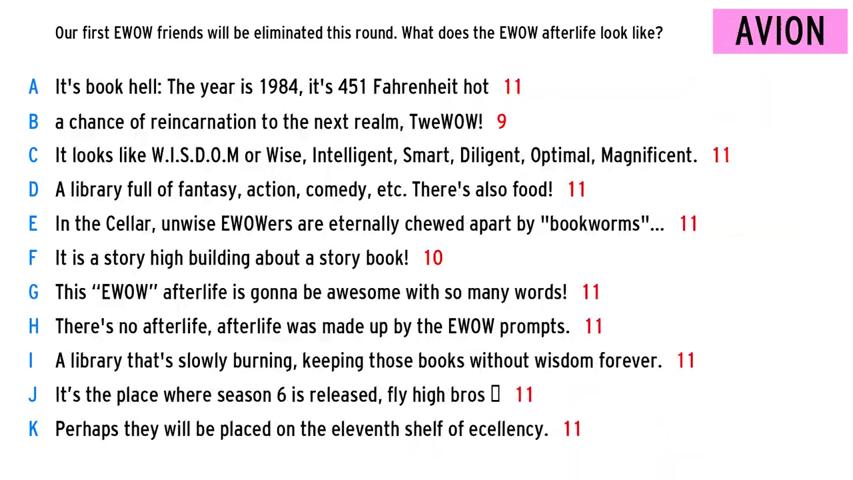 Our first EWOW friends will be eliminated this round. What does the EWOW afterlife look like?
AVION
A It's book hell: The year is 1984, it's 451 Fahrenheit hot 11
B a chance of reincarnation to the next realm, TweWOW! 9
C It looks like W.I.S.D.O.M or Wise, Intelligent, Smart, Diligent, Optimal, Magnificent. 11
D A library full of fantasy, action, comedy, etc. There's also food! 11
E In the Cellar, unwise EWOWers are eternally chewed apart by "bookworms"... 11
F It is a story high building about a story book! 10
G This “EWOW” afterlife is gonna be awesome with so many words! 11
H There's no afterlife, afterlife was made up by the EWOW prompts. 11
I A library that's slowly burning, keeping those books without wisdom forever. 11
J It’s the place where season 6 is released, fly high bros 11
K Perhaps they will be placed on the eleventh shelf of ecellency. 11